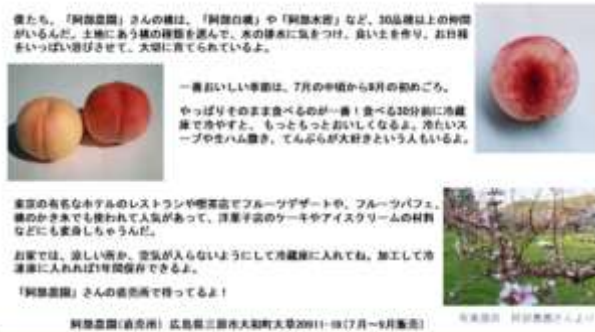 僕たち、「阿部農園」さんの桃は、「阿部白桃」や「阿部水密」など、30品種以上の仲間
がいるんだ。土地にあう桃の種類を選んで、水の排水に気をつけ、良い土を作り、お日様
をいっぱい浴びさせて、大切に育てられているよ。
一番おいしい季節は、7月の中頃から8月の初めごろ。
やっぱりそのまま食べるのが一番！食べる30分前に冷蔵
庫で冷やすと、もっともっとおいしくなるよ。冷たいス
ープや生ハム巻き、てんぷらが大好きという人もいるよ。
東京の有名なホテルのレストランや喫茶店でフルーツデザートや、フルーツパフェ、
桃のかき氷でも使われて人気があって、洋菓子店のケーキやアイスクリームの材料
などにも変身しちゃうんだ。
お家では、涼しい所か、空気が入らないようにして冷蔵庫に入れてね。加工して冷
凍庫に入れれば1年間保存できるよ。
「阿部農園」さんの直売所で待ってるよ！
阿部農園(直売所) 広島県三原市大和町大草20911-18(7月〜9月販売)
写真提供 阿部農園さんより